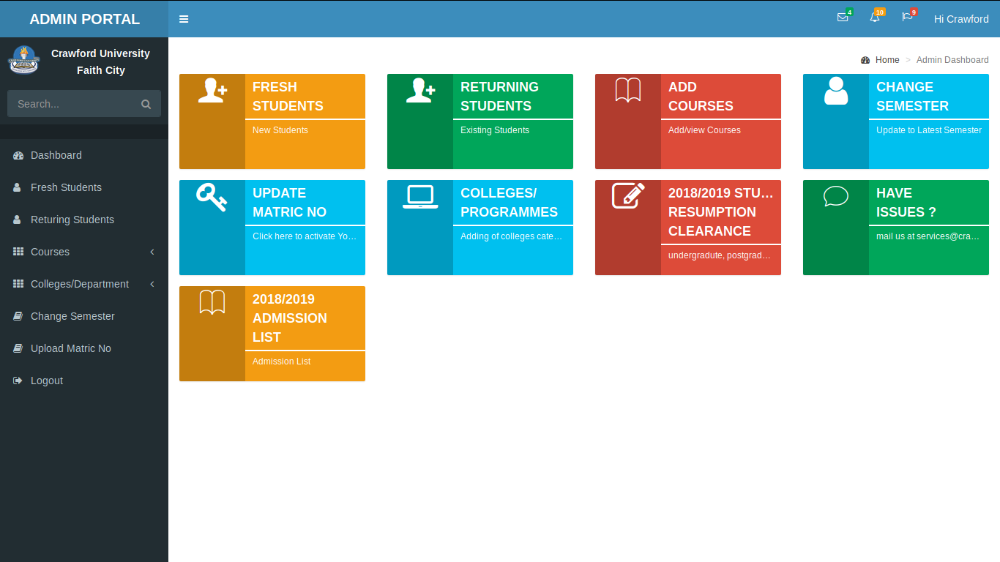 ADMIN PORTAL
4
10
9
Hi Crawford
Crawford University
Faith City
Search...
Dashboard
Fresh Students
Returing Students
Courses
Colleges/Department
Change Semester
Upload Matric No
Logout
Home > Admin Dashboard
FRESH
STUDENTS
New Students
RETURNING
STUDENTS
Existing Students
ADD
COURSES
Add/view Courses
CHANGE
SEMESTER
Update to Latest Semester
UPDATE
MATRIC NO
Click here to activate Yo...
COLLEGES/
PROGRAMMES
Adding of colleges cate...
2018/2019 STU...
RESUMPTION
CLEARANCE
undergradute, postgrad...
HAVE
ISSUES ?
mail us at services@cra...
2018/2019
ADMISSION
LIST
Admission List